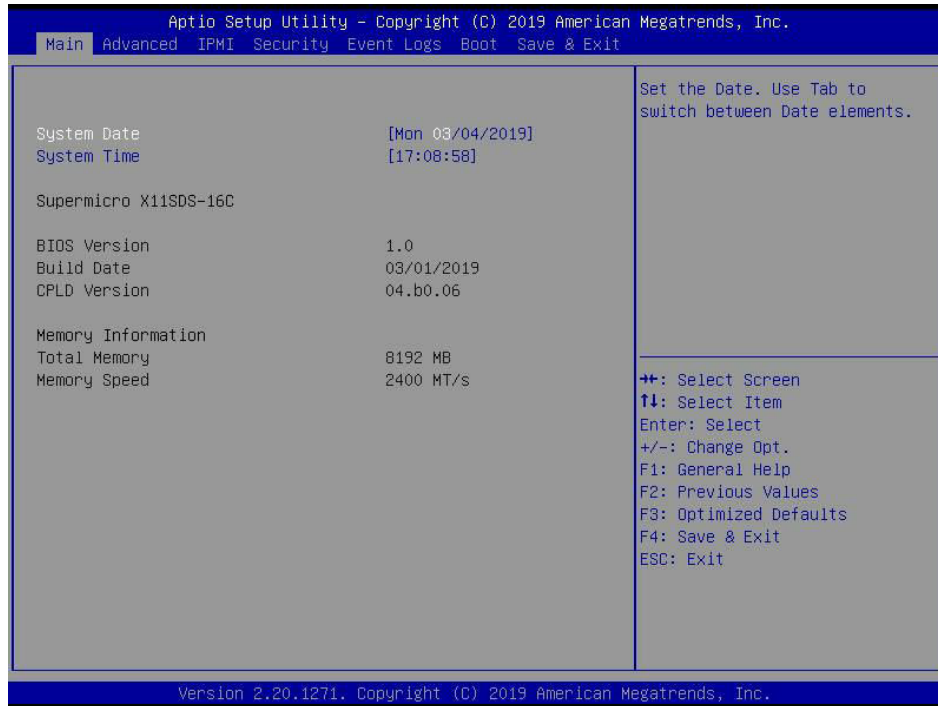 Aptio Setup Utility – Copyright (C) 2019 American Megatrends, Inc.
Main Advanced IPMI Security Event Logs Boot Save & Exit
System Date [Mon 03/04/2019]
System Time [17:08:58]
Supermicro X11SDS-16C
BIOS Version 1.0
Build Date 03/01/2019
CPLD Version 04.b0.06
Memory Information
Total Memory 8192 MB
Memory Speed 2400 MT/s
Set the Date. Use Tab to
switch between Date elements.
→←: Select Screen
↑↓: Select Item
Enter: Select
+/-: Change Opt.
F1: General Help
F2: Previous Values
F3: Optimized Defaults
F4: Save & Exit
ESC: Exit
Version 2.20.1271. Copyright (C) 2019 American Megatrends, Inc.